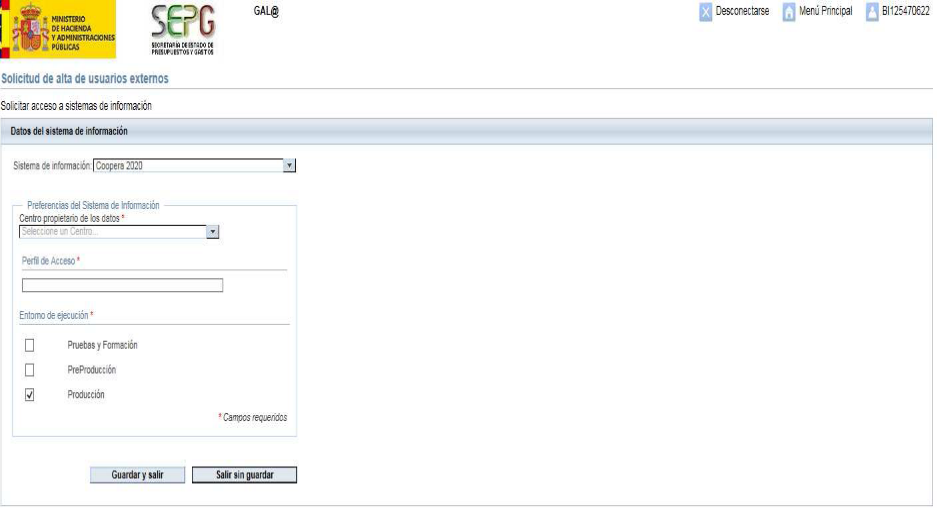 MINISTERIO
DE HACIENDA
Y ADMINISTRACIONES
PÚBLICAS
SEPG
SECRETARÍA DE ESTADO DE
PRESUPUESTOS Y GASTOS
GAL@
Desconectarse
Menú Principal
BI125470622
Solicitud de alta de usuarios externos
Solicitar acceso a sistemas de información
Datos del sistema de información
Sistema de información: Coopera 2020
Preferencias del Sistema de Información
Centro propietario de los datos *
Seleccione un Centro...
Perfil de Acceso *
Entorno de ejecución *
Pruebas y Formación
PreProducción
Producción
* Campos requeridos
Guardar y salir
Salir sin guardar